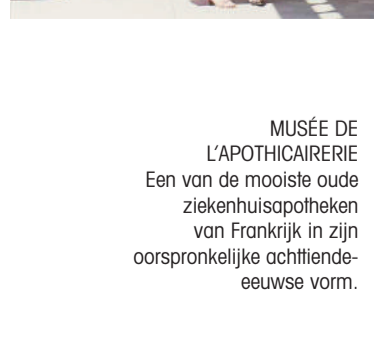 MUSÉE DE
L'APOTHICAIRERIE
Een van de mooiste oude
ziekenhuisapotheken
van Frankrijk in zijn
oorspronkelijke achttiende-
eeuwse vorm.